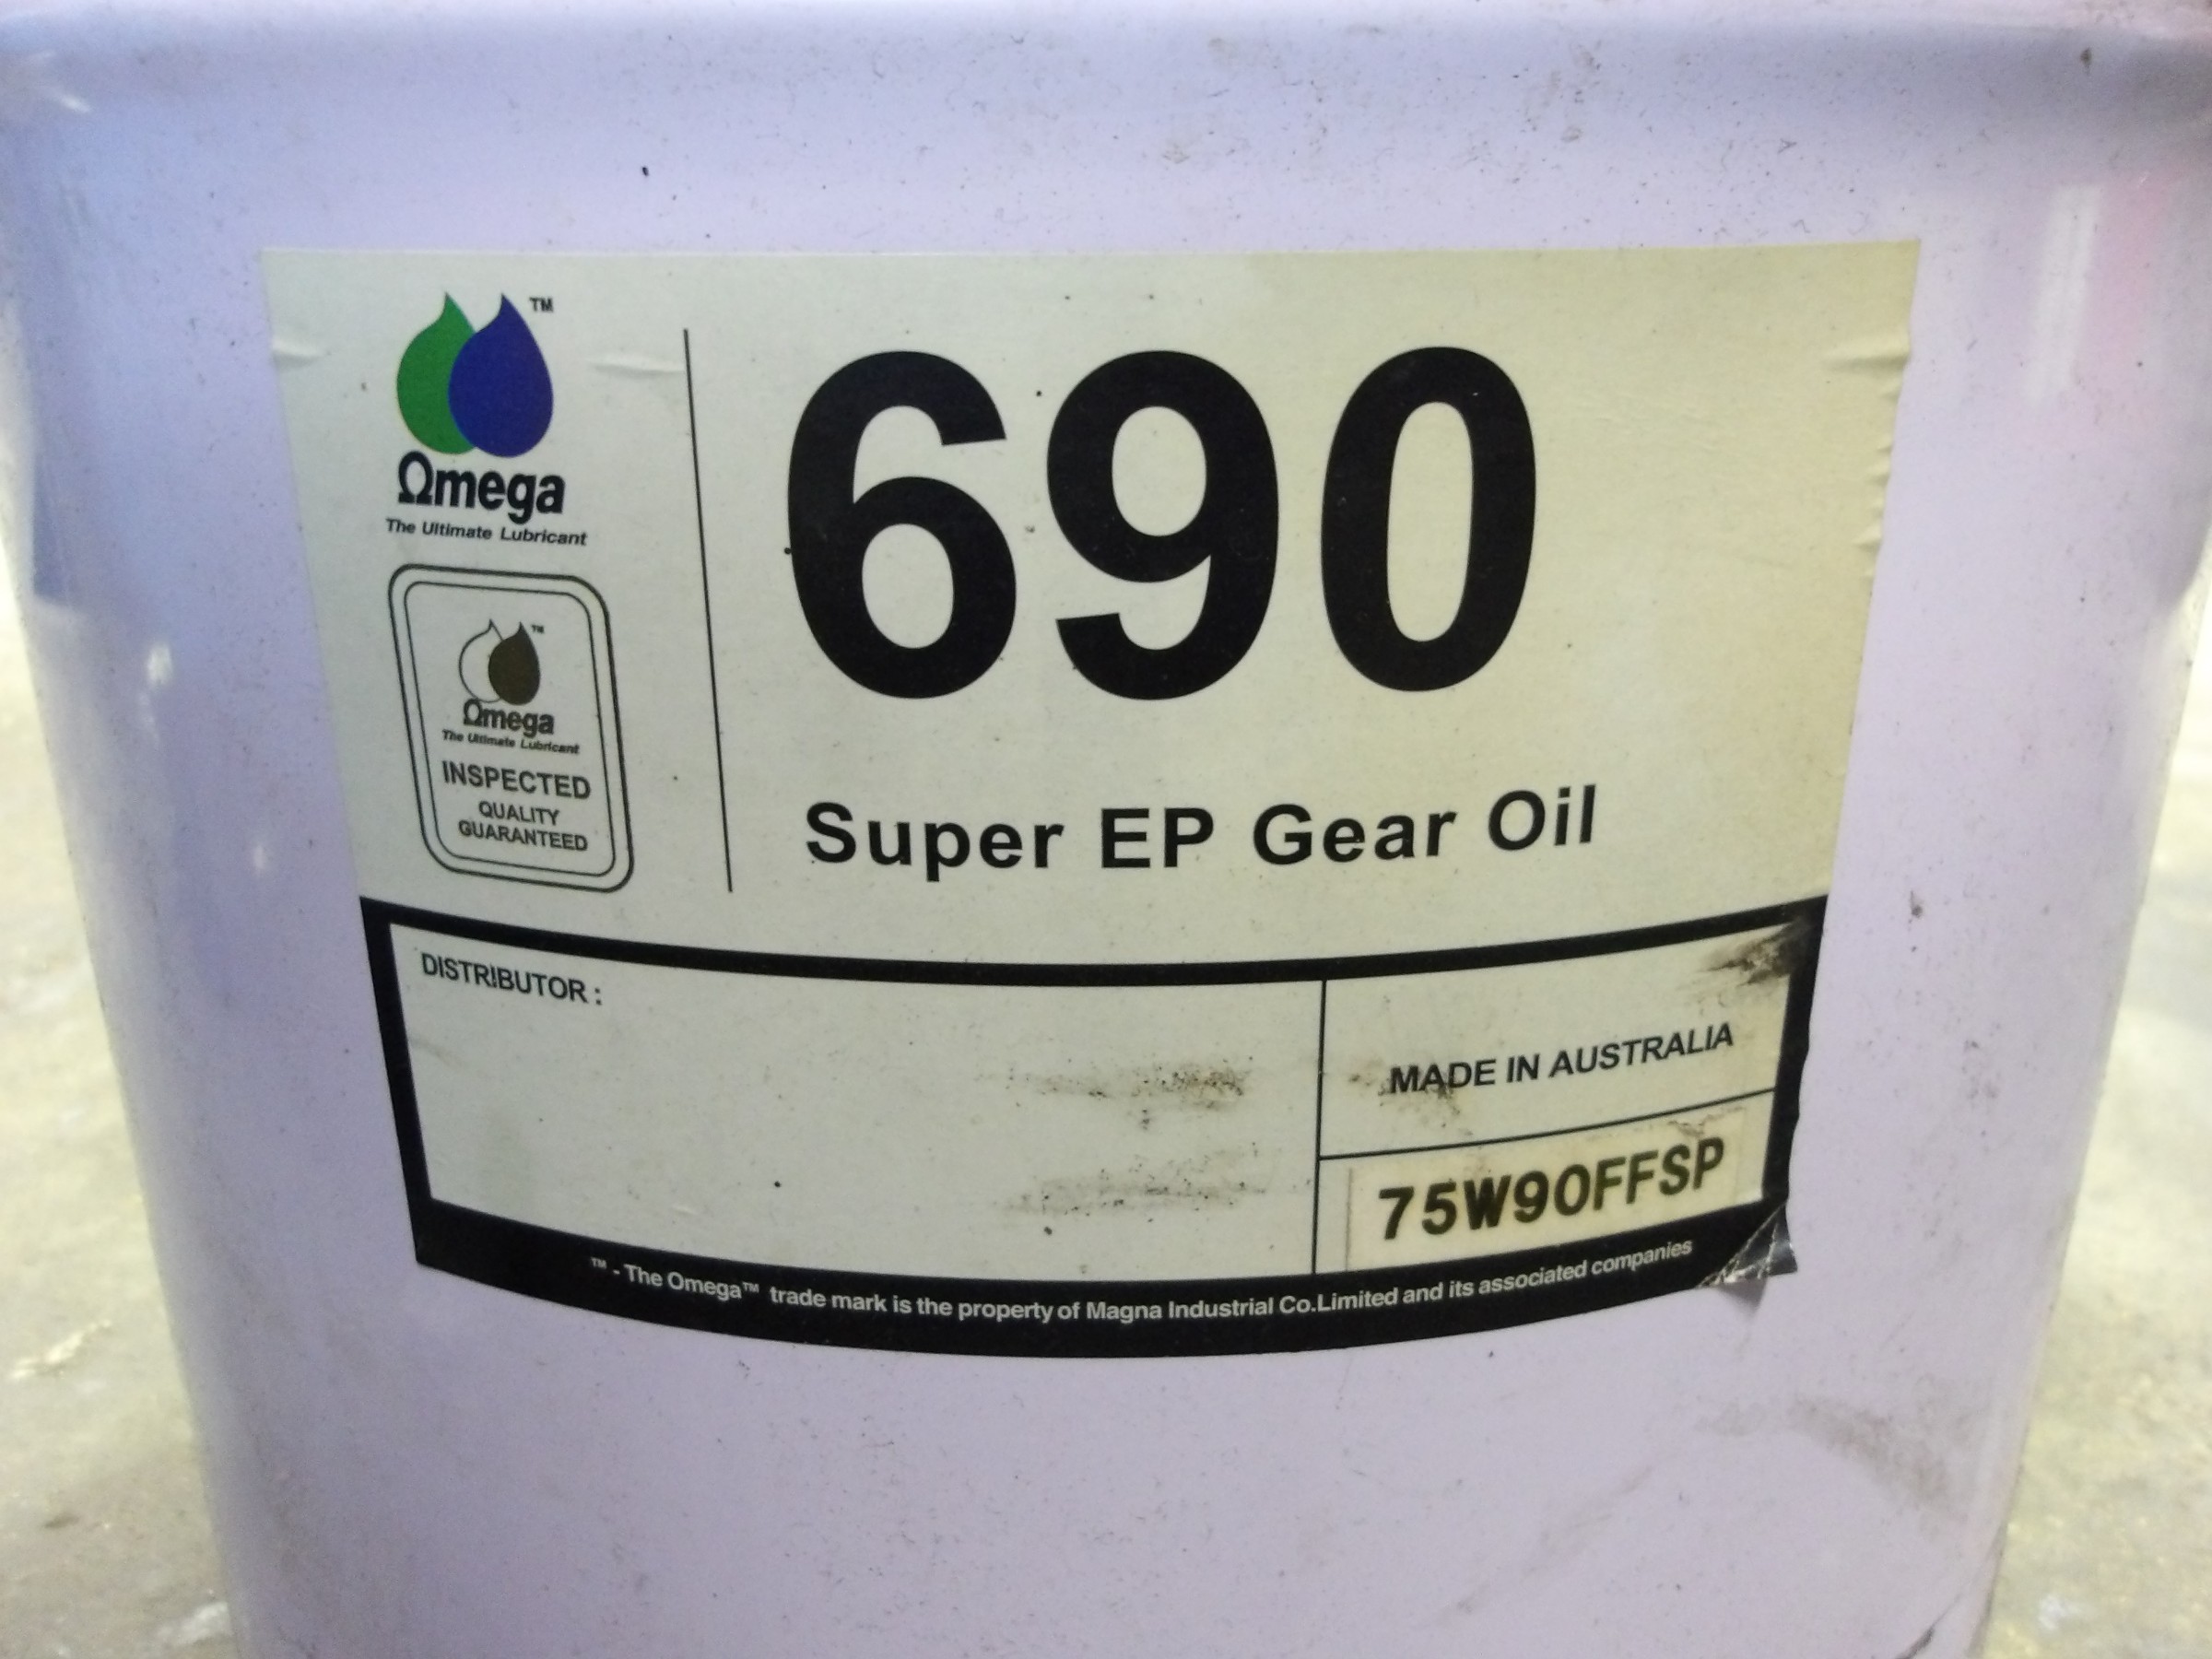 TM
Ωmega
The Ultimate Lubricant
690
Super EP Gear Oil
TM
Ωmega
The Ultimate Lubricant
INSPECTED
QUALITY
GUARANTEED
DISTRIBUTOR :
MADE IN AUSTRALIA
75W90FFSP
™ - The Omega™ trade mark is the property of Magna Industrial Co.Limited and its associated companies